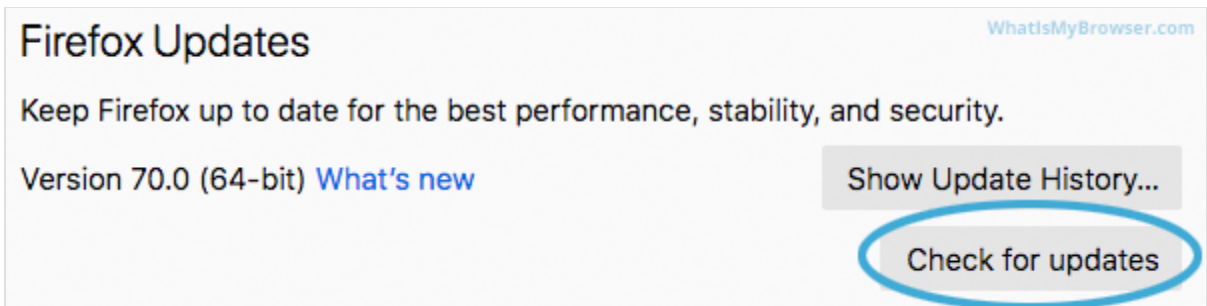 WhatIsMyBrowser.com
Firefox Updates
Keep Firefox up to date for the best performance, stability, and security.
Version 70.0 (64-bit) What's new
Show Update History...
Check for updates